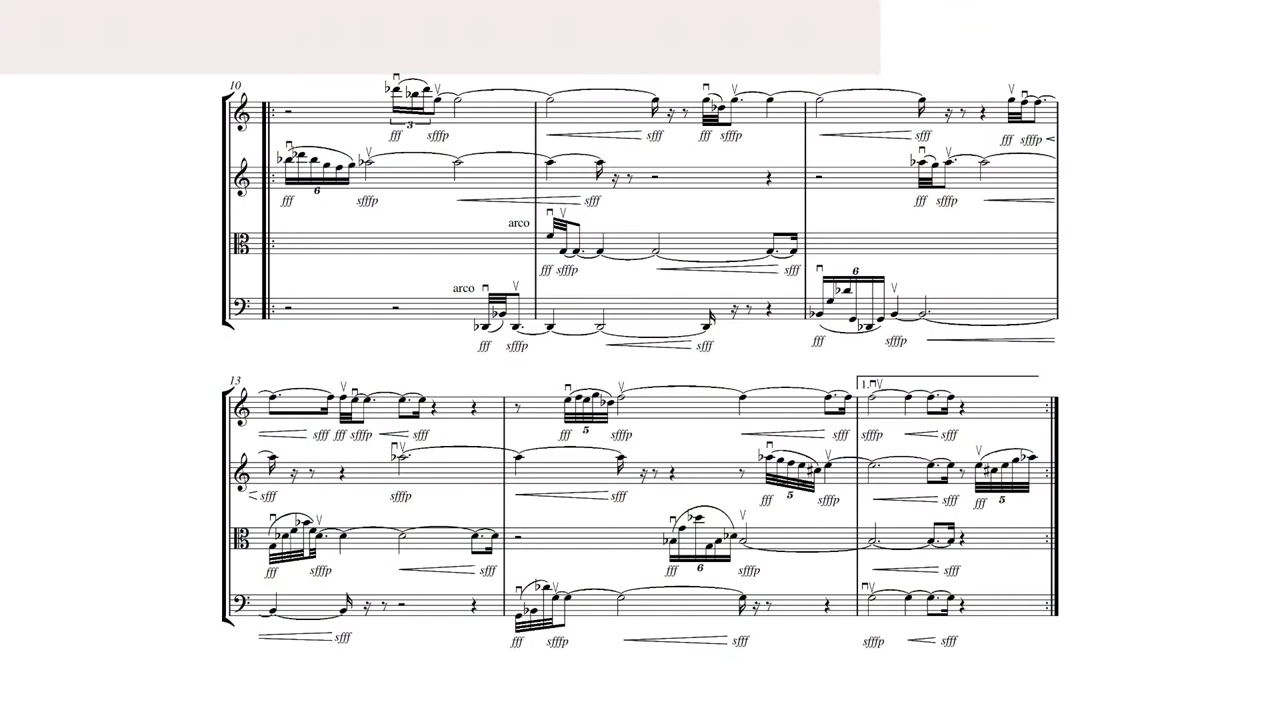 10
3
fff sfffp sfff fff sfffp sfff fff sfffp
6
fff sfffp sfff fff sfffp
arco
fff sfffp sfff
arco 6
fff sfffp sfff fff sfffp
13
1.
5
sfff fff sfffp sfff fff sfffp sfff sfffp sfff
5 5
sfff sfffp sfff fff sfffp sfff fff
6
fff sfffp sfff fff sfffp sfff
sfff fff sfffp sfff sfffp sfff